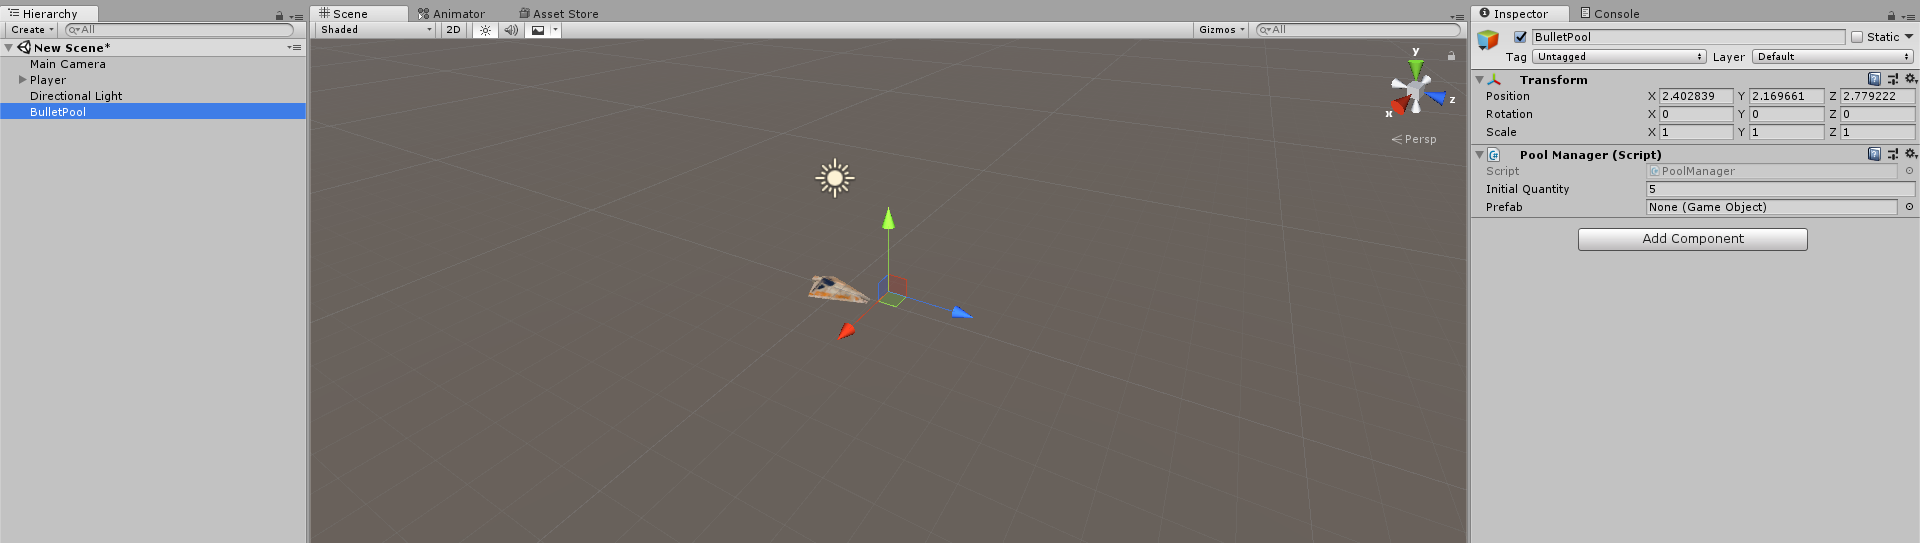 Hierarchy
Create
All
New Scene*
Main Camera
Player
Directional Light
BulletPool
Scene
Animator
Asset Store
Shaded
2D
Gizmos
All
y
z
x
Persp
Inspector
Console
BulletPool
Static
Tag
Untagged
Layer
Default
Transform
Position X 2.402839 Y 2.169661 Z 2.779222
Rotation X 0 Y 0 Z 0
Scale X 1 Y 1 Z 1
Pool Manager (Script)
Script PoolManager
Initial Quantity 5
Prefab None (Game Object)
Add Component